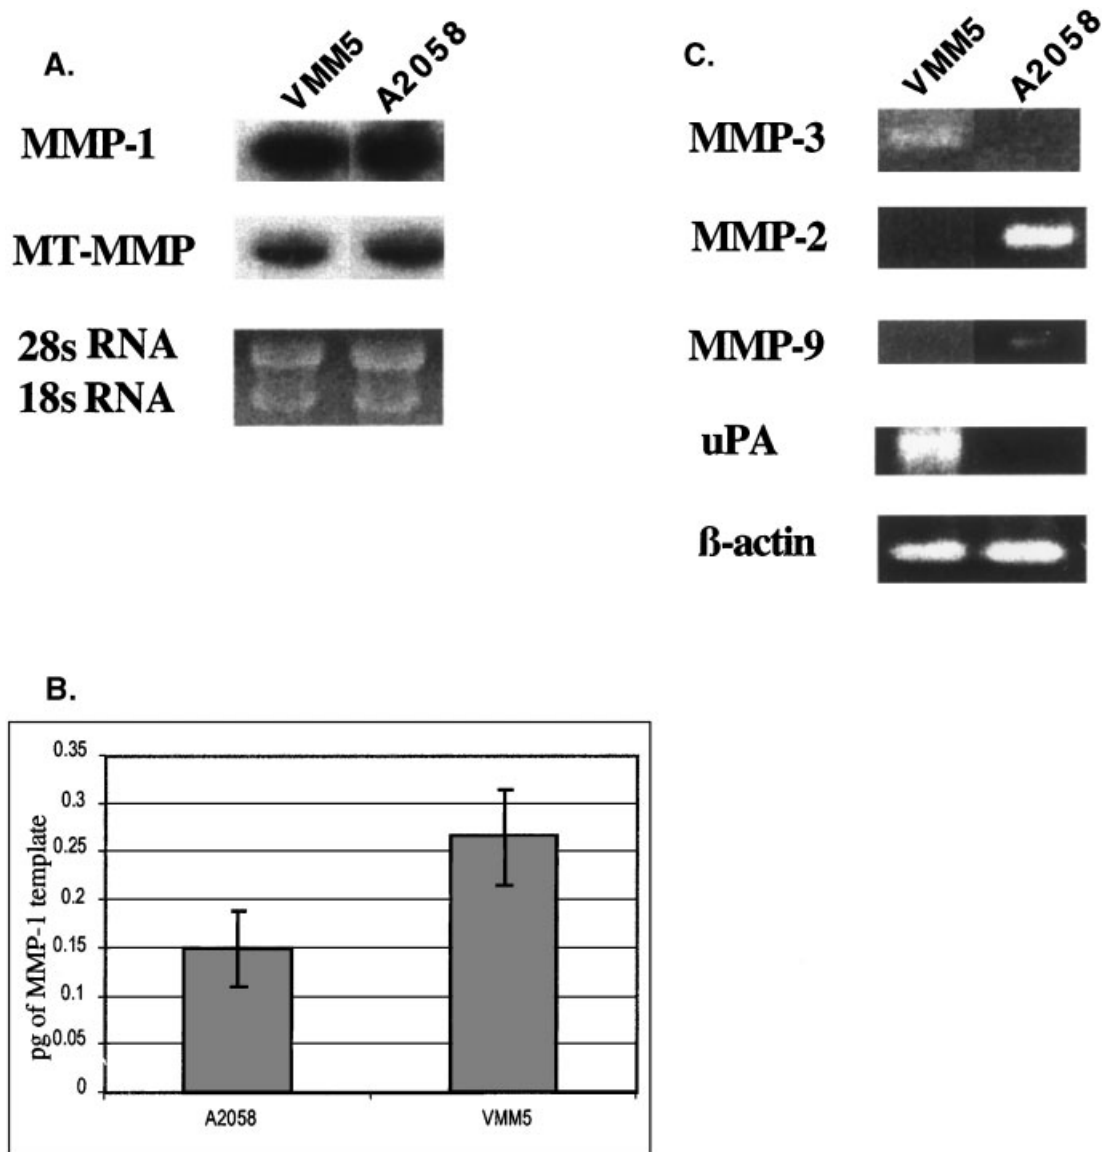 A.
VMM5 A2058
MMP-1
MT-MMP
28s RNA
18s RNA
C.
VMM5 A2058
MMP-3
MMP-2
MMP-9
uPA
ß-actin
B.
pg of MMP-1 template
0.35
0.3
0.25
0.2
0.15
0.1
0.05
0
A2058 VMM5